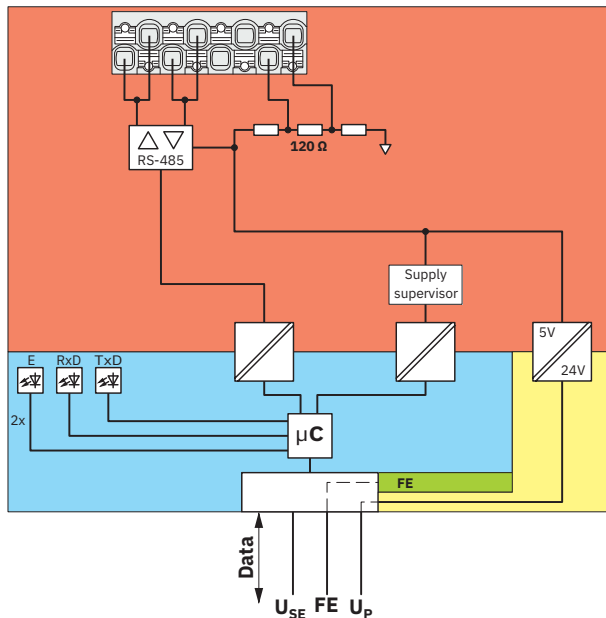 120 Ω
RS-485
Supply
supervisor
5V
24V
E RxD TxD
2x
µC
FE
Data
USE FE UP